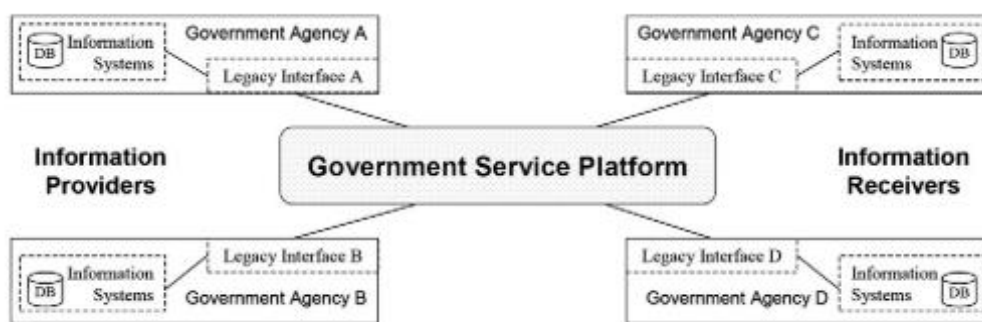 DB
Information
Systems
Government Agency A
Legacy Interface A
Government Agency C
Legacy Interface C
Information
Systems
DB
Information
Providers
Government Service Platform
Information
Receivers
Legacy Interface B
DB
Information
Systems
Government Agency B
Legacy Interface D
Government Agency D
Information
Systems
DB